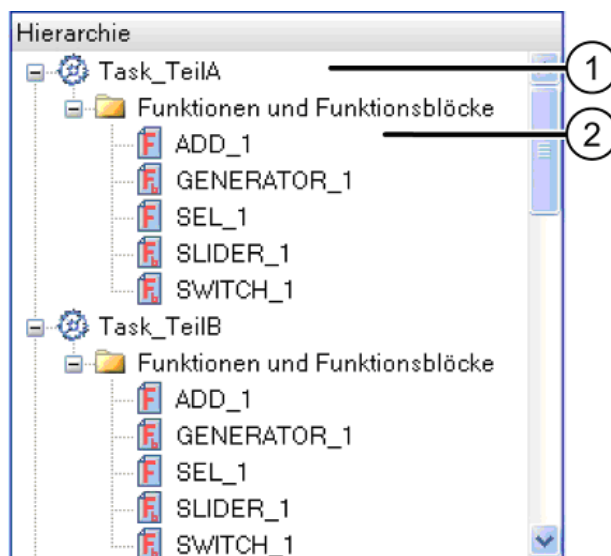 Hierarchie
Task_TeilA
1
Funktionen und Funktionsblöcke
2
ADD_1
GENERATOR_1
SEL_1
SLIDER_1
SWITCH_1
Task_TeilB
Funktionen und Funktionsblöcke
ADD_1
GENERATOR_1
SEL_1
SLIDER_1
SWITCH_1